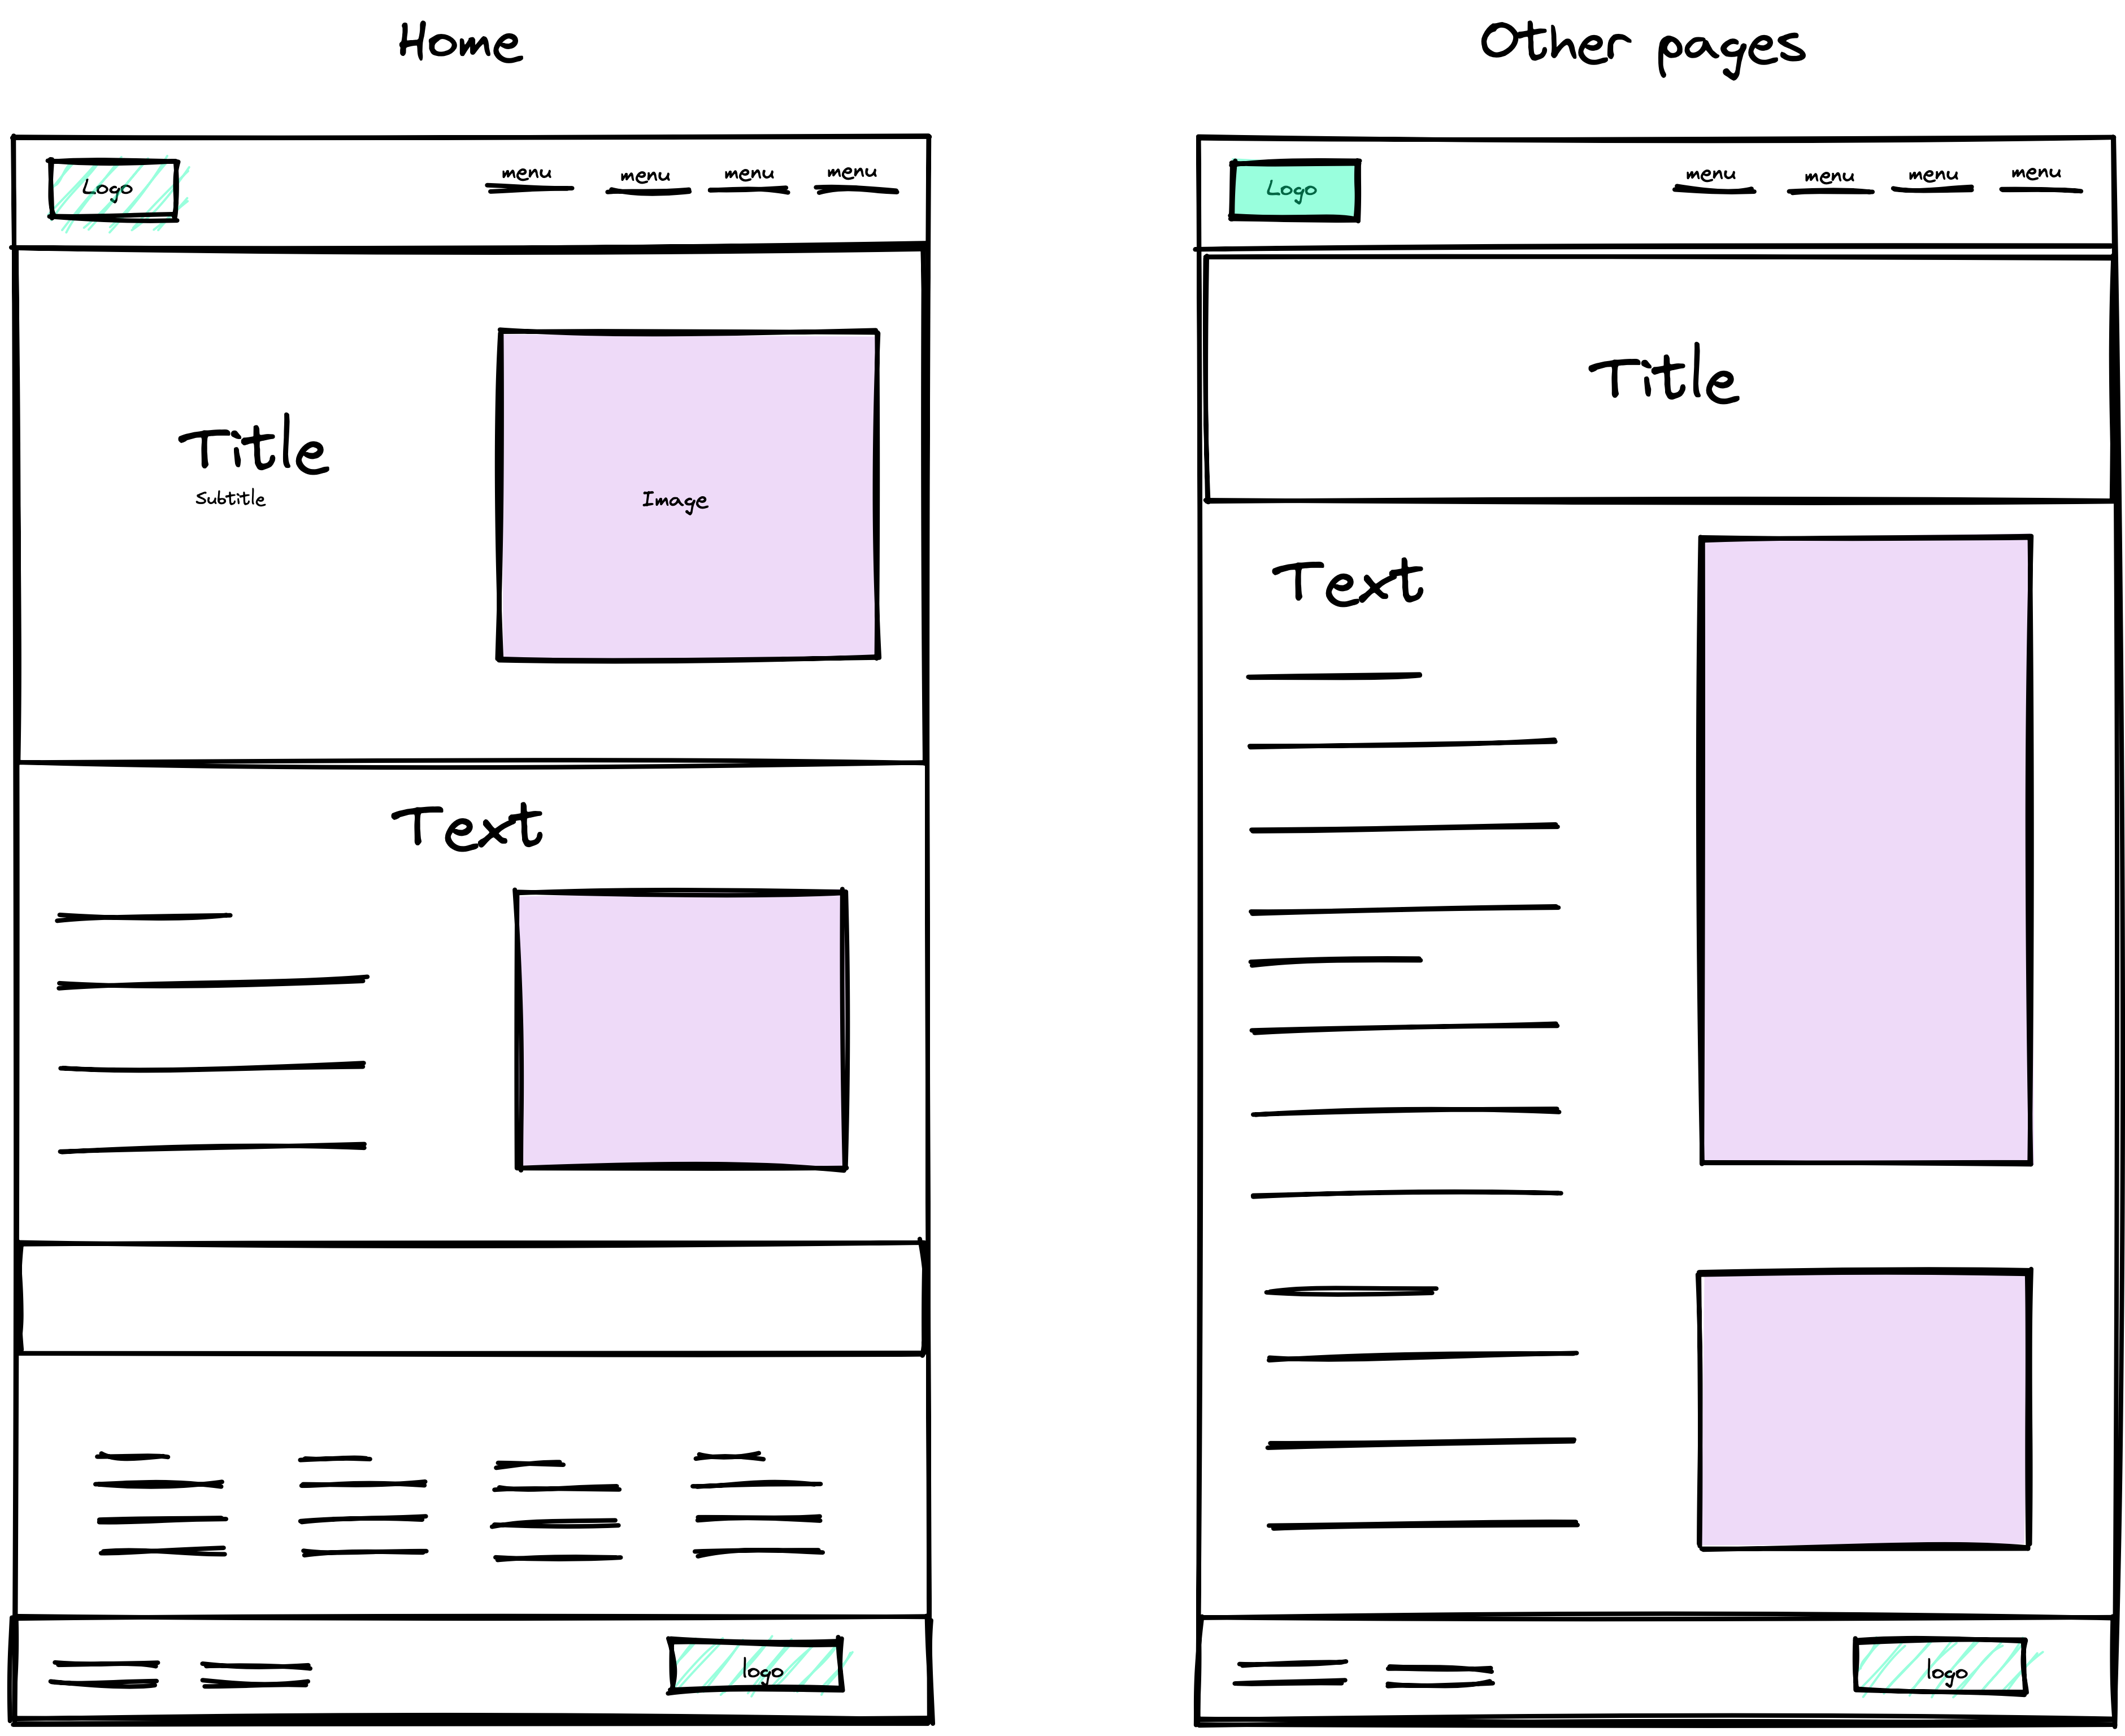 Home
Logo
menu menu menu menu
Title
Subtitle
Image
Text
logo
Other pages
Logo
menu menu menu menu
Title
Text
logo